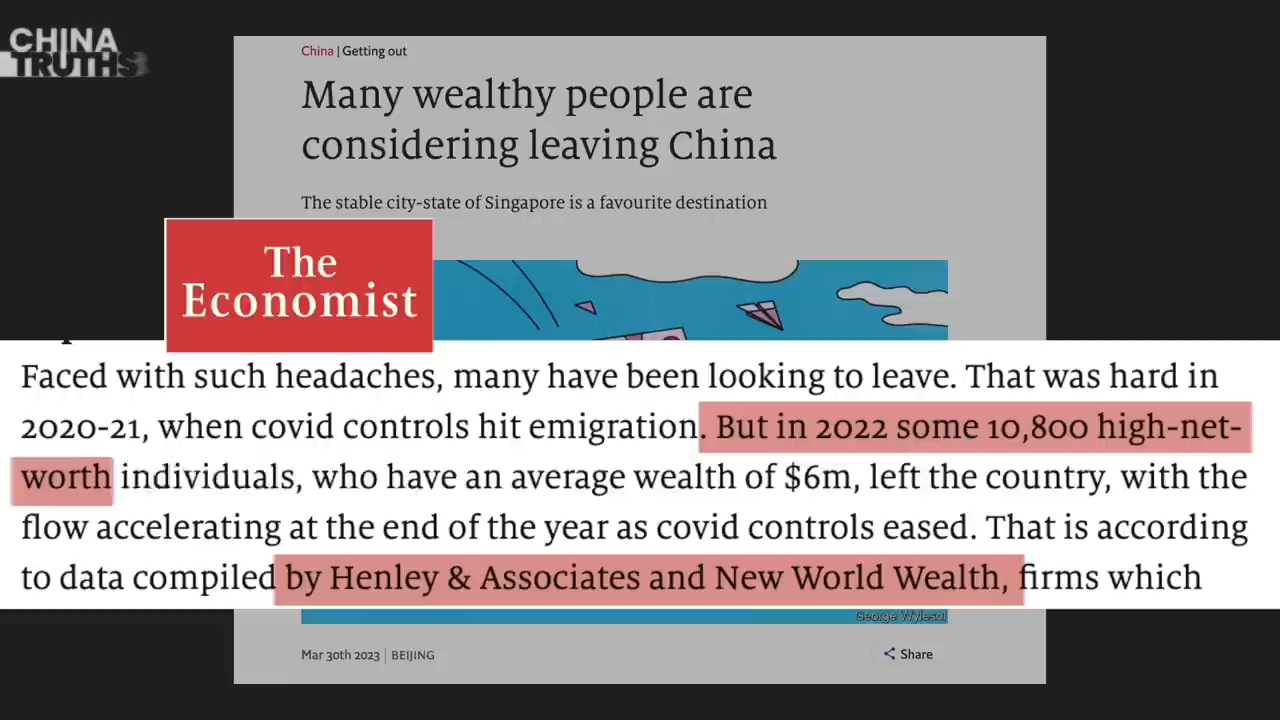 CHINA
TRUTHS
China | Getting out
Many wealthy people are
considering leaving China
The stable city-state of Singapore is a favourite destination
The
Economist
Faced with such headaches, many have been looking to leave. That was hard in
2020-21, when covid controls hit emigration. But in 2022 some 10,800 high-net-
worth individuals, who have an average wealth of $6m, left the country, with the
flow accelerating at the end of the year as covid controls eased. That is according
to data compiled by Henley & Associates and New World Wealth, firms which
George Wylesol
Mar 30th 2023 | BEIJING
Share